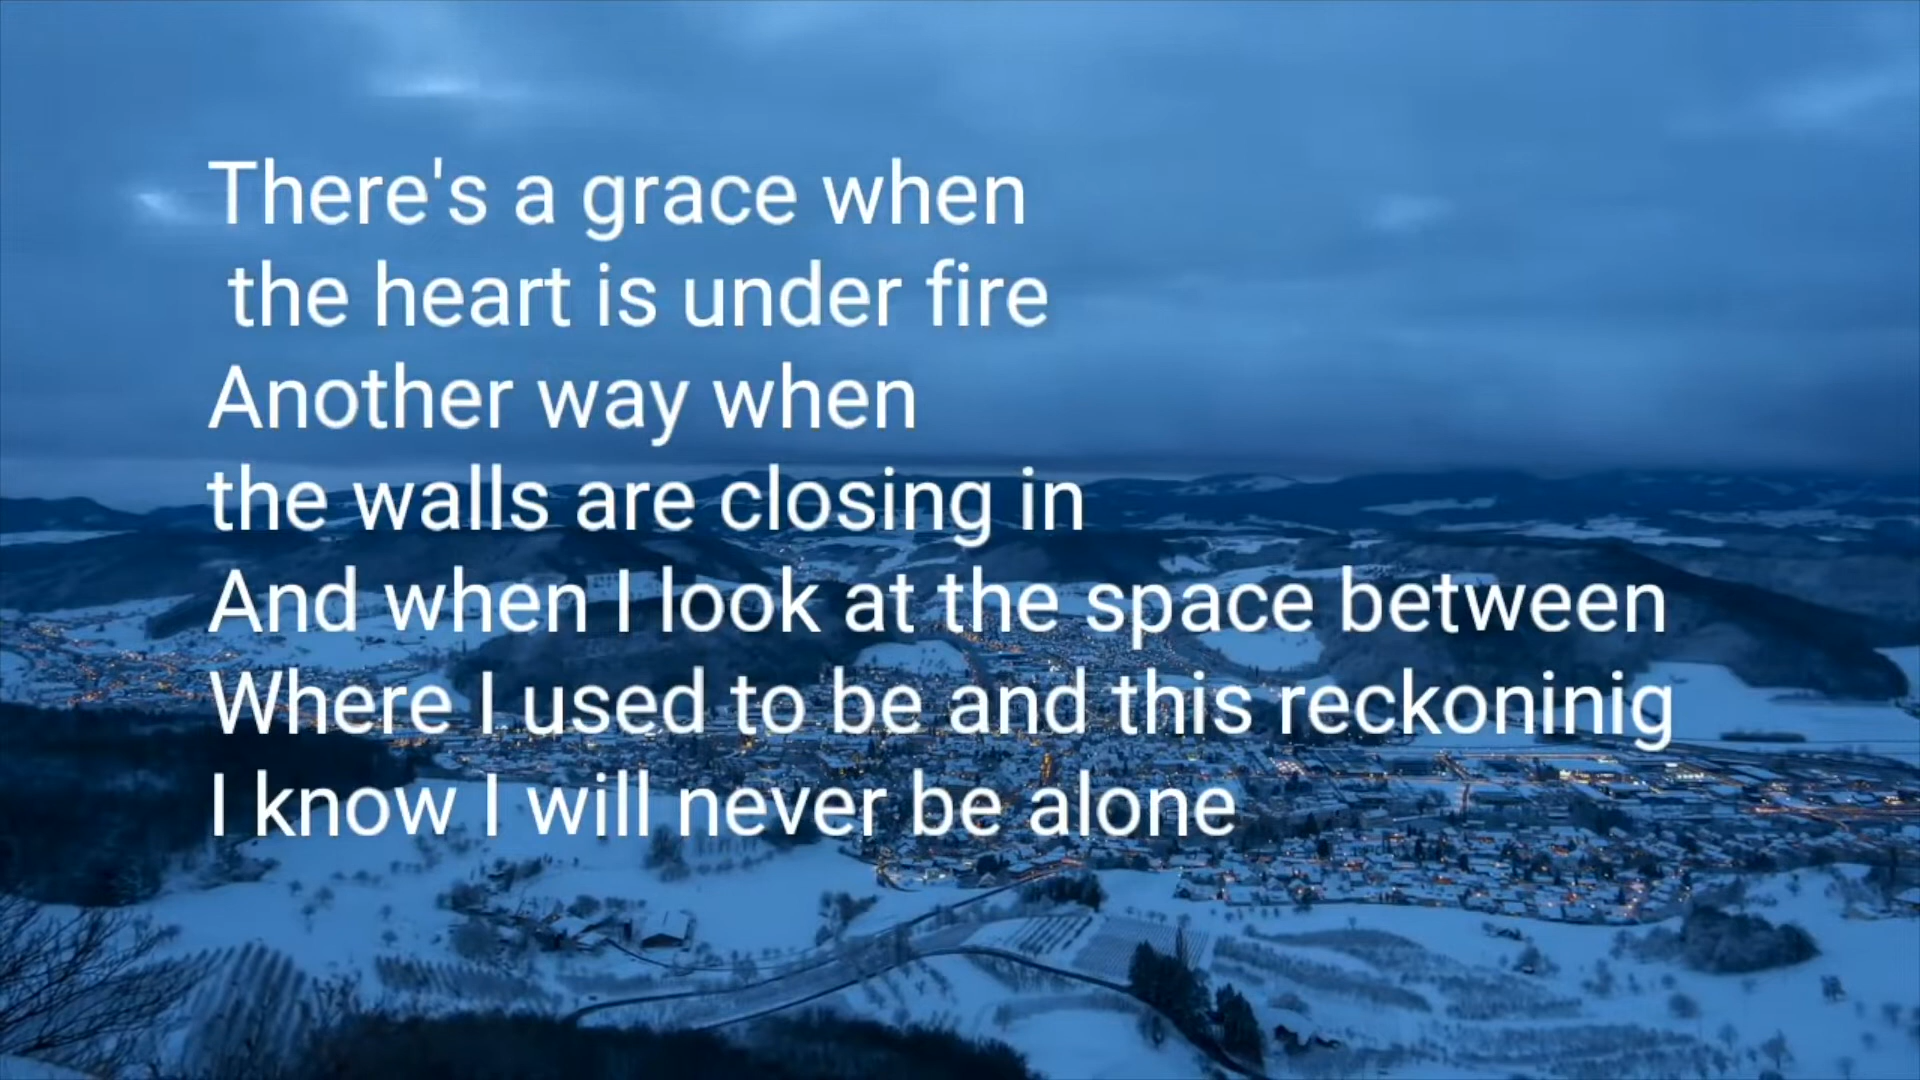 There's a grace when
the heart is under fire
Another way when
the walls are closing in
And when I look at the space between
Where I used to be and this reckoninig
I know I will never be alone